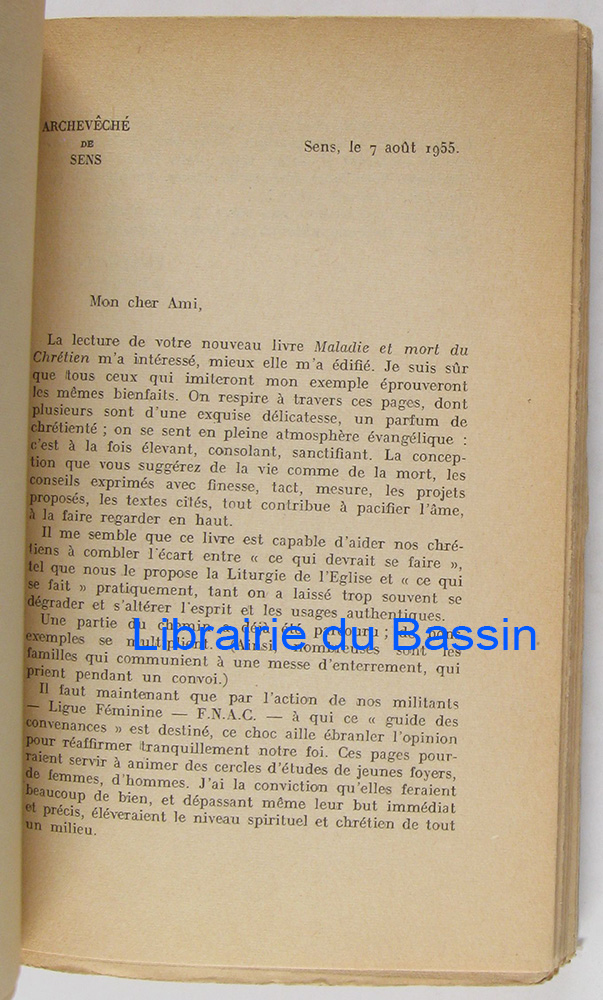 ARCHEVÊCHÉ
DE
SENS
Sens, le 7 août 1955.
Mon cher Ami,
La lecture de votre nouveau livre Maladie et mort du
Chrétien m'a intéressé, mieux elle m'a édifié. Je suis sûr
que tous ceux qui imiteront mon exemple éprouveront
les mêmes bienfaits. On respire à travers ces pages, dont
plusieurs sont d'une exquise délicatesse, un parfum de
chrétienté ; on se sent en pleine atmosphère évangélique :
c'est à la fois élevant, consolant, sanctifiant. La concep-
tion que vous suggérez de la vie comme de la mort, les
conseils exprimés avec finesse, tact, mesure, les projets
proposés, les textes cités, tout contribue à pacifier l'âme,
à la faire regarder en haut.
Il me semble que ce livre est capable d'aider nos chré-
tiens à combler l'écart entre « ce qui devrait se faire »,
tel que nous le propose la Liturgie de l'Eglise et « ce qui
se fait » pratiquement, tant on a laissé trop souvent se
dégrader et s'altérer l'esprit et les usages authentiques.
Une partie du chemin a déjà été parcouru ; bons
exemples se multiplient. (Ainsi, nombreuses sont les
familles qui communient à une messe d'enterrement, qui
prient pendant un convoi.)
Il faut maintenant que par l'action de nos militants
— Ligue Féminine — F.N.A.C. — à qui ce « guide des
convenances » est destiné, ce choc aille ébranler l'opinion
pour réaffirmer tranquillement notre foi. Ces pages pour-
raient servir à animer des cercles d'études de jeunes foyers,
de femmes, d'hommes. J'ai la conviction qu'elles feraient
beaucoup de bien, et dépassant même leur but immédiat
et précis, éléveraient le niveau spirituel et chrétien de tout
un milieu.
Librairie du Bassin